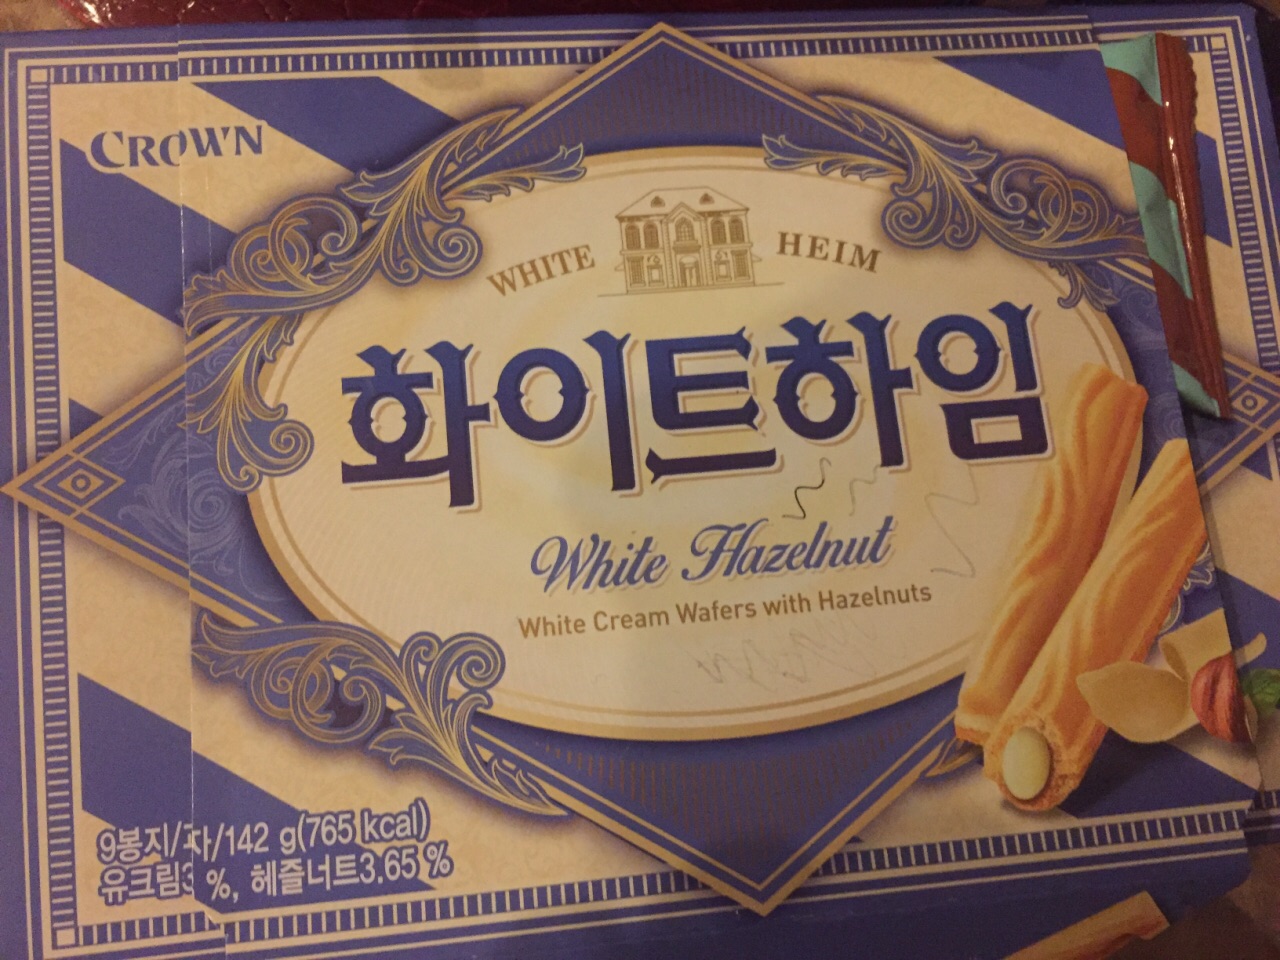 CROWN
WHITE HEIM
화이트하임
White Hazelnut
White Cream Wafers with Hazelnuts
9봉지/ /142 g(765 kcal)
유크림3 %, 헤즐너트3.65 %